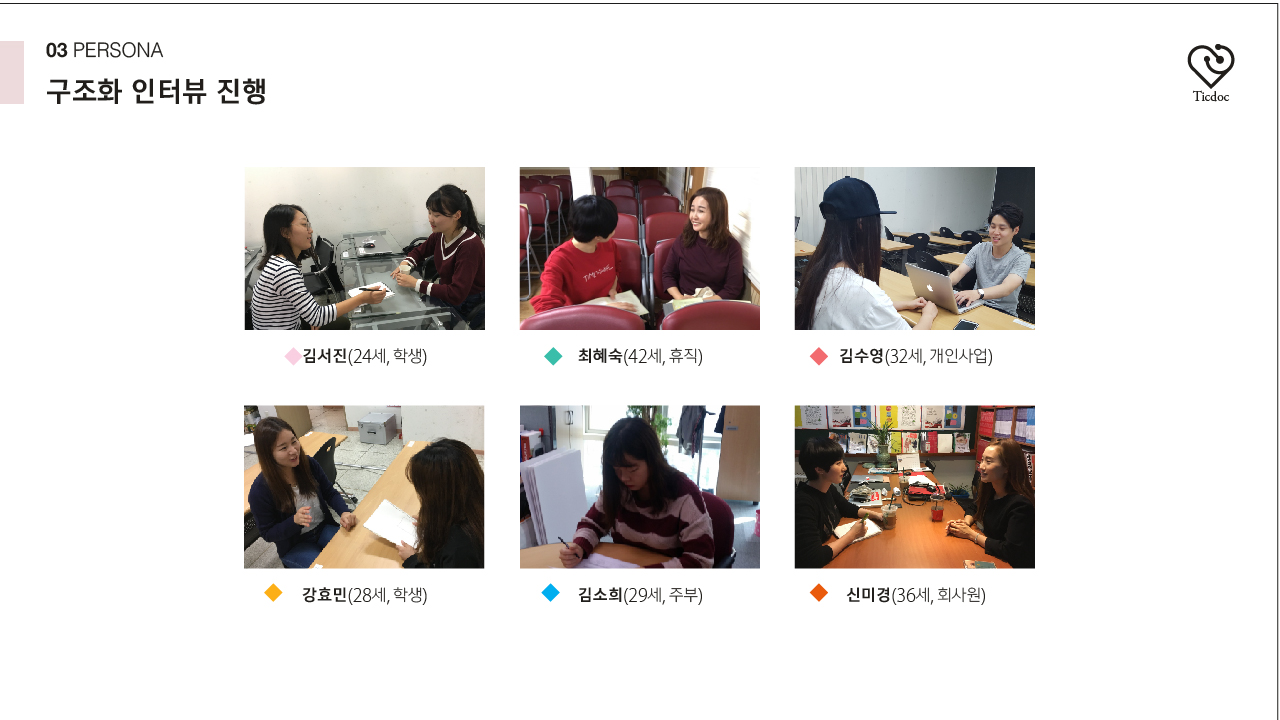 03 PERSONA
구조화 인터뷰 진행
Ticdoc
김서진(24세, 학생)
최혜숙(42세, 휴직)
김수영(32세, 개인사업)
강효민(28세, 학생)
김소희(29세, 주부)
신미경(36세, 회사원)